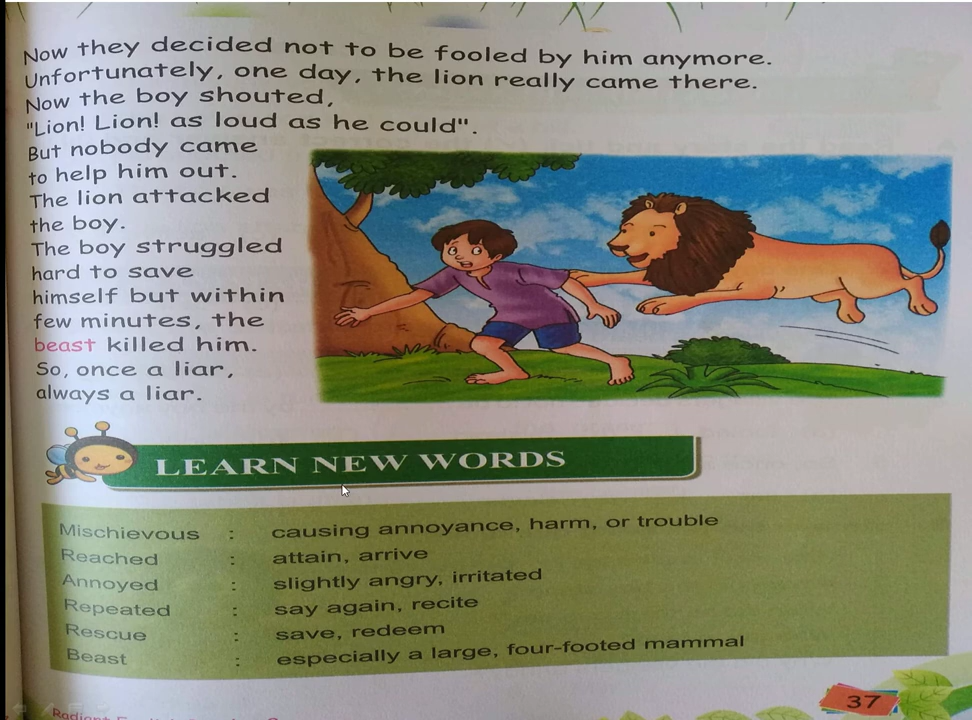 Now they decided not to be fooled by him anymore.
Unfortunately, one day, the lion really came there.
Now the boy shouted,
"Lion! Lion! as loud as he could".
But nobody came
to help him out.
The lion attacked
the boy.
The boy struggled
hard to save
himself but within
few minutes, the
beast killed him.
So, once a liar,
always a liar.
LEARN NEW WORDS
Mischievous : causing annoyance, harm, or trouble
Reached : attain, arrive
Annoyed : slightly angry, irritated
Repeated : say again, recite
Rescue : save, redeem
Beast : especially a large, four-footed mammal
37